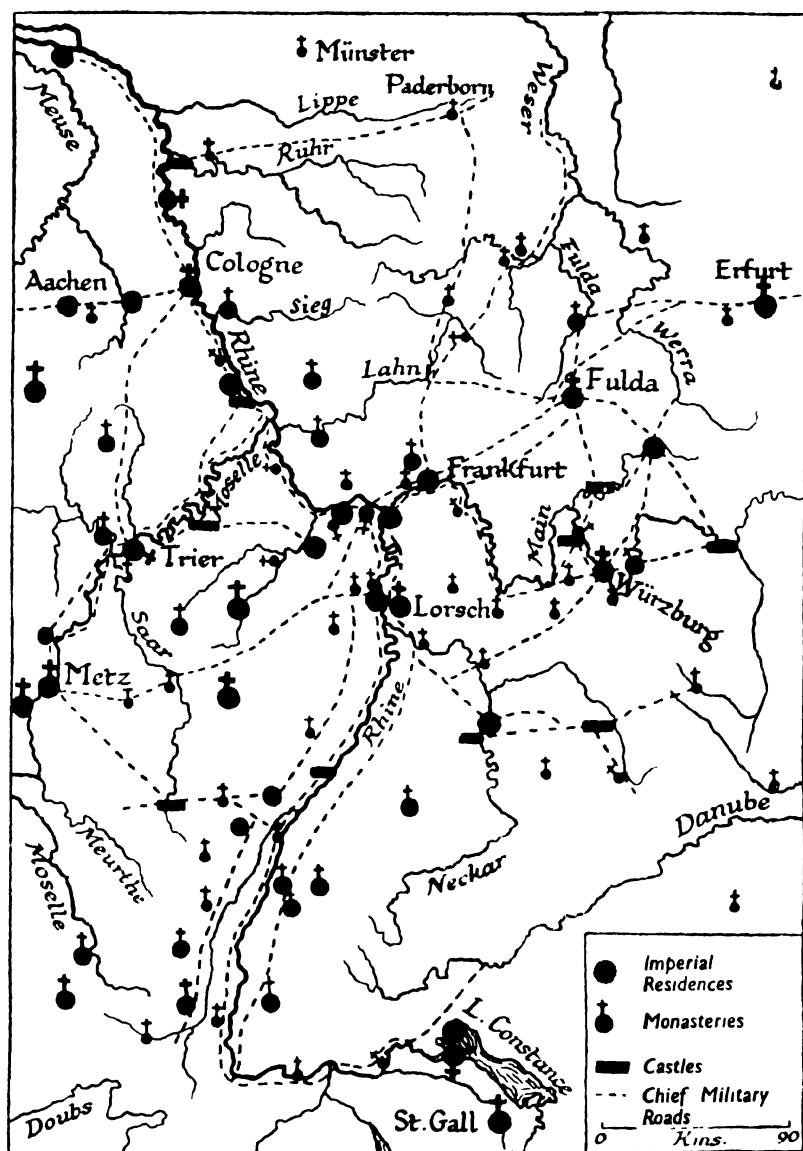 Münster
Meuse
Lippe
Paderborn
Weser
Ruhr
Cologne
Aachen
Sieg
Fulda
Erfurt
Rhine
Lahn
Fulda
Werra
Moselle
Frankfurt
Main
Trier
Saar
Lorsch
Würzburg
Metz
Rhine
Meurthe
Moselle
Neckar
Danube
L. Constance
St. Gall
Doubs
Imperial
Residences
Monasteries
Castles
Chief Military
Roads
0 Kms. 90